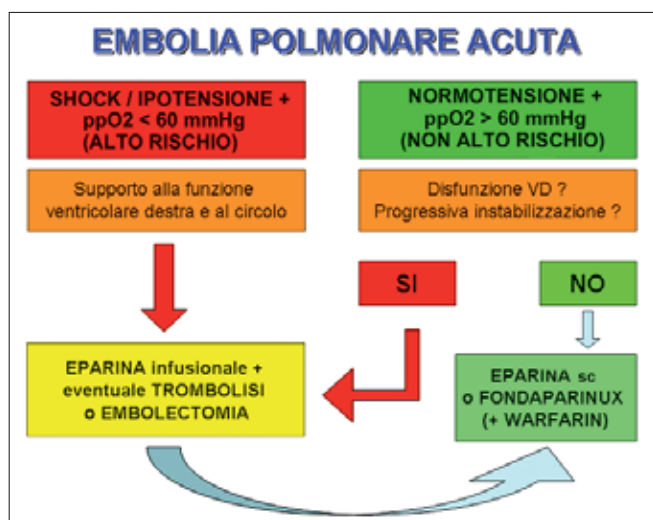 EMBOLIA POLMONARE ACUTA
SHOCK / IPOTENSIONE +
ppO2 < 60 mmHg
(ALTO RISCHIO)
NORMOTENSIONE +
ppO2 > 60 mmHg
(NON ALTO RISCHIO)
Supporto alla funzione
ventricolare destra e al circolo
Disfunzione VD ?
Progressiva instabilizzazione ?
SI
NO
EPARINA infusionale +
eventuale TROMBOLISI
o EMBOLECTOMIA
EPARINA sc
o FONDAPARINUX
(+ WARFARIN)